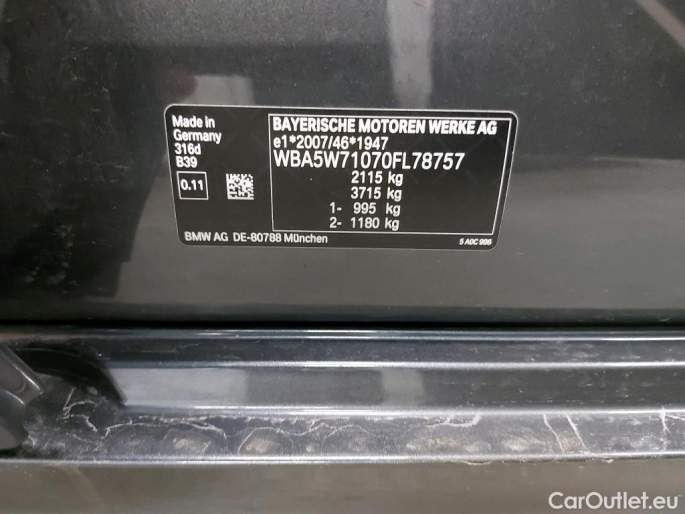 Made in
Germany
316d
B39
0.11
BAYERISCHE MOTOREN WERKE AG
e1*2007/46*1947
WBA5W71070FL78757
2115 kg
3715 kg
1- 995 kg
2- 1180 kg
BMW AG DE-80788 München
5 A0C 906
CarOutlet.eu